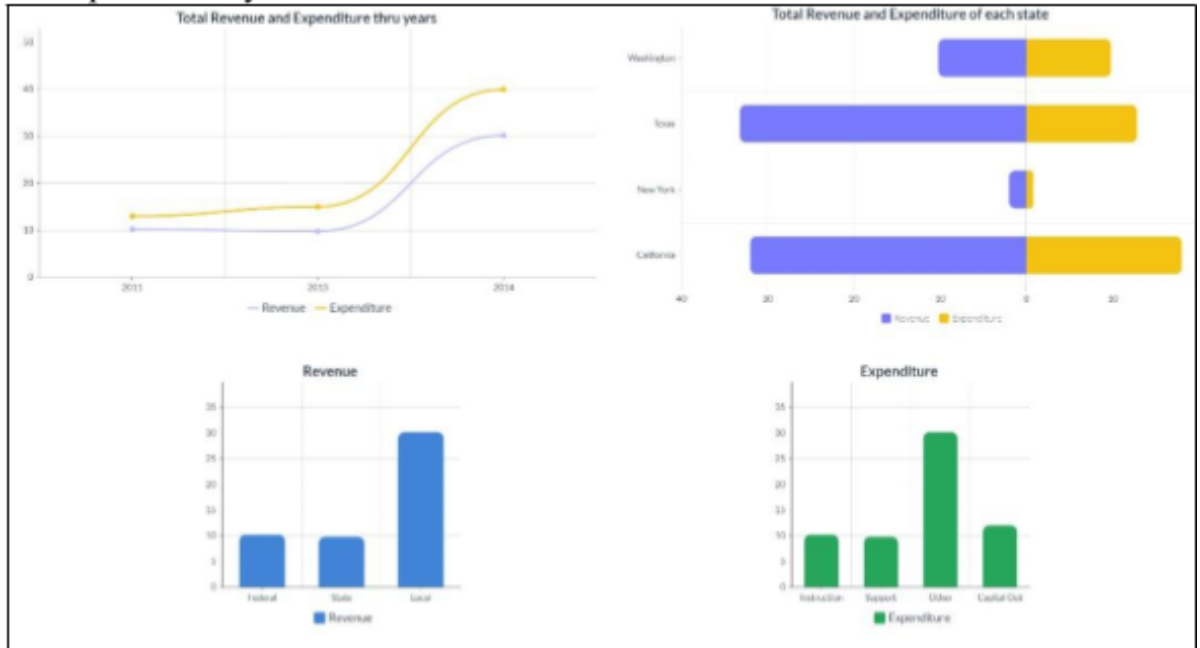 Total Revenue and Expenditure thru years
50
40
30
20
10
0
2011
2013
2014
Revenue
Expenditure
Total Revenue and Expenditure of each state
Washington
Texas
New York
California
40
30
20
10
0
10
Revenue
Expenditure
Revenue
35
30
25
20
15
10
5
0
Federal
State
Local
Revenue
Expenditure
35
30
25
20
15
10
5
0
Instruction
Support
Other
Capital Out
Expenditure